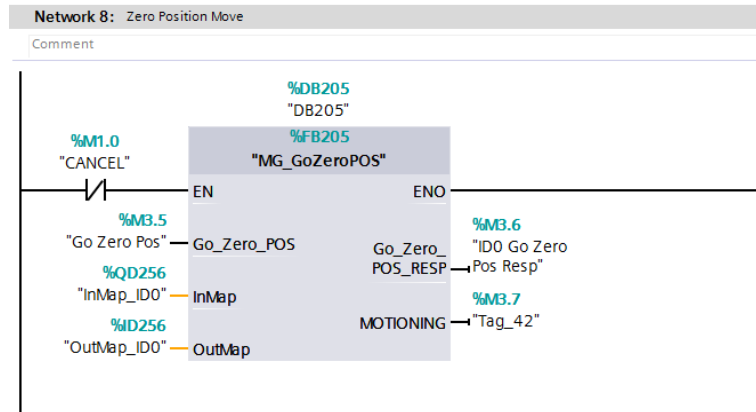 Network 8: Zero Position Move
Comment
%DB205
"DB205"
%M1.0
"CANCEL"
%FB205
"MG_GoZeroPOS"
EN
ENO
%M3.5
"Go Zero Pos"
Go_Zero_POS
Go_Zero_
POS_RESP
%M3.6
"ID0 Go Zero
Pos Resp"
%QD256
"InMap_ID0"
InMap
%M3.7
"Tag_42"
MOTIONING
%ID256
"OutMap_ID0"
OutMap